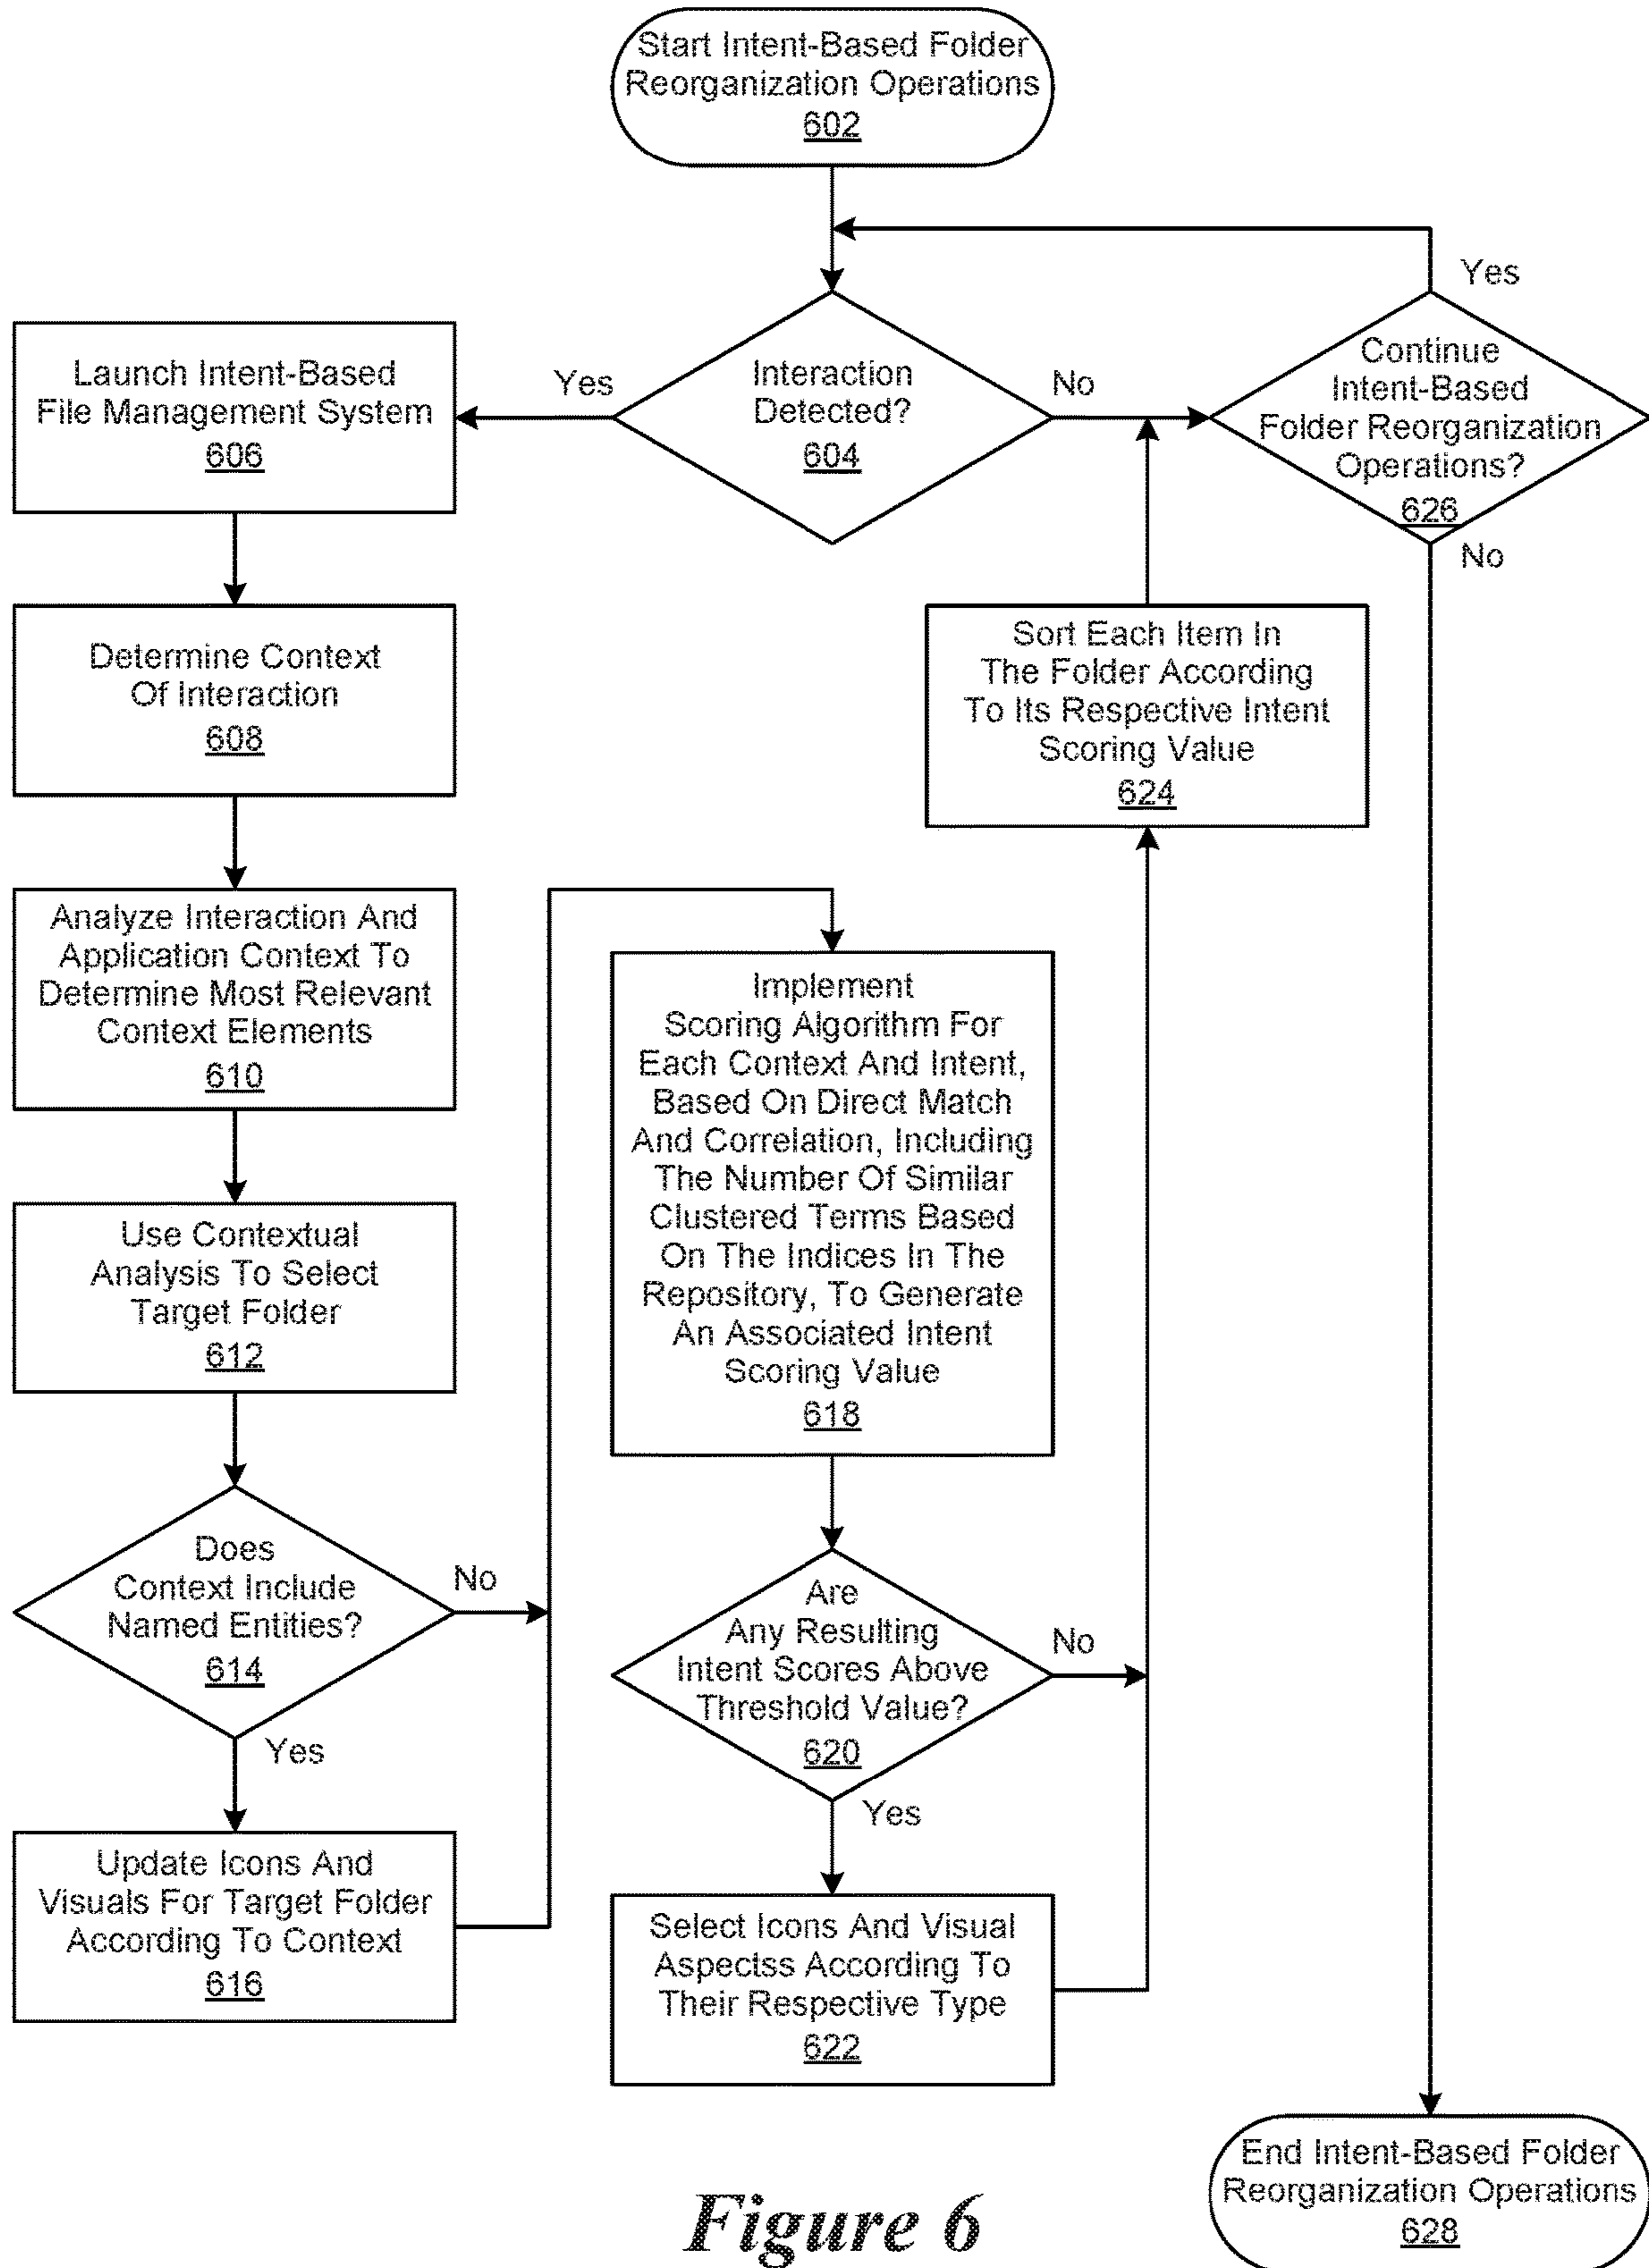 Start Intent-Based Folder
Reorganization Operations
602
Yes
Launch Intent-Based
File Management System
606
Yes
Interaction
Detected?
604
No
Continue
Intent-Based
Folder Reorganization
Operations?
626
No
Determine Context
Of Interaction
608
Sort Each Item In
The Folder According
To Its Respective Intent
Scoring Value
624
Analyze Interaction And
Application Context To
Determine Most Relevant
Context Elements
610
Use Contextual
Analysis To Select
Target Folder
612
Does
Context Include
Named Entities?
614
No
Yes
Update Icons And
Visuals For Target Folder
According To Context
616
Implement
Scoring Algorithm For
Each Context And Intent,
Based On Direct Match
And Correlation, Including
The Number Of Similar
Clustered Terms Based
On The Indices In The
Repository, To Generate
An Associated Intent
Scoring Value
618
Are
Any Resulting
Intent Scores Above
Threshold Value?
620
No
Yes
Select Icons And Visual
Aspectss According To
Their Respective Type
622
End Intent-Based Folder
Reorganization Operations
628
Figure 6